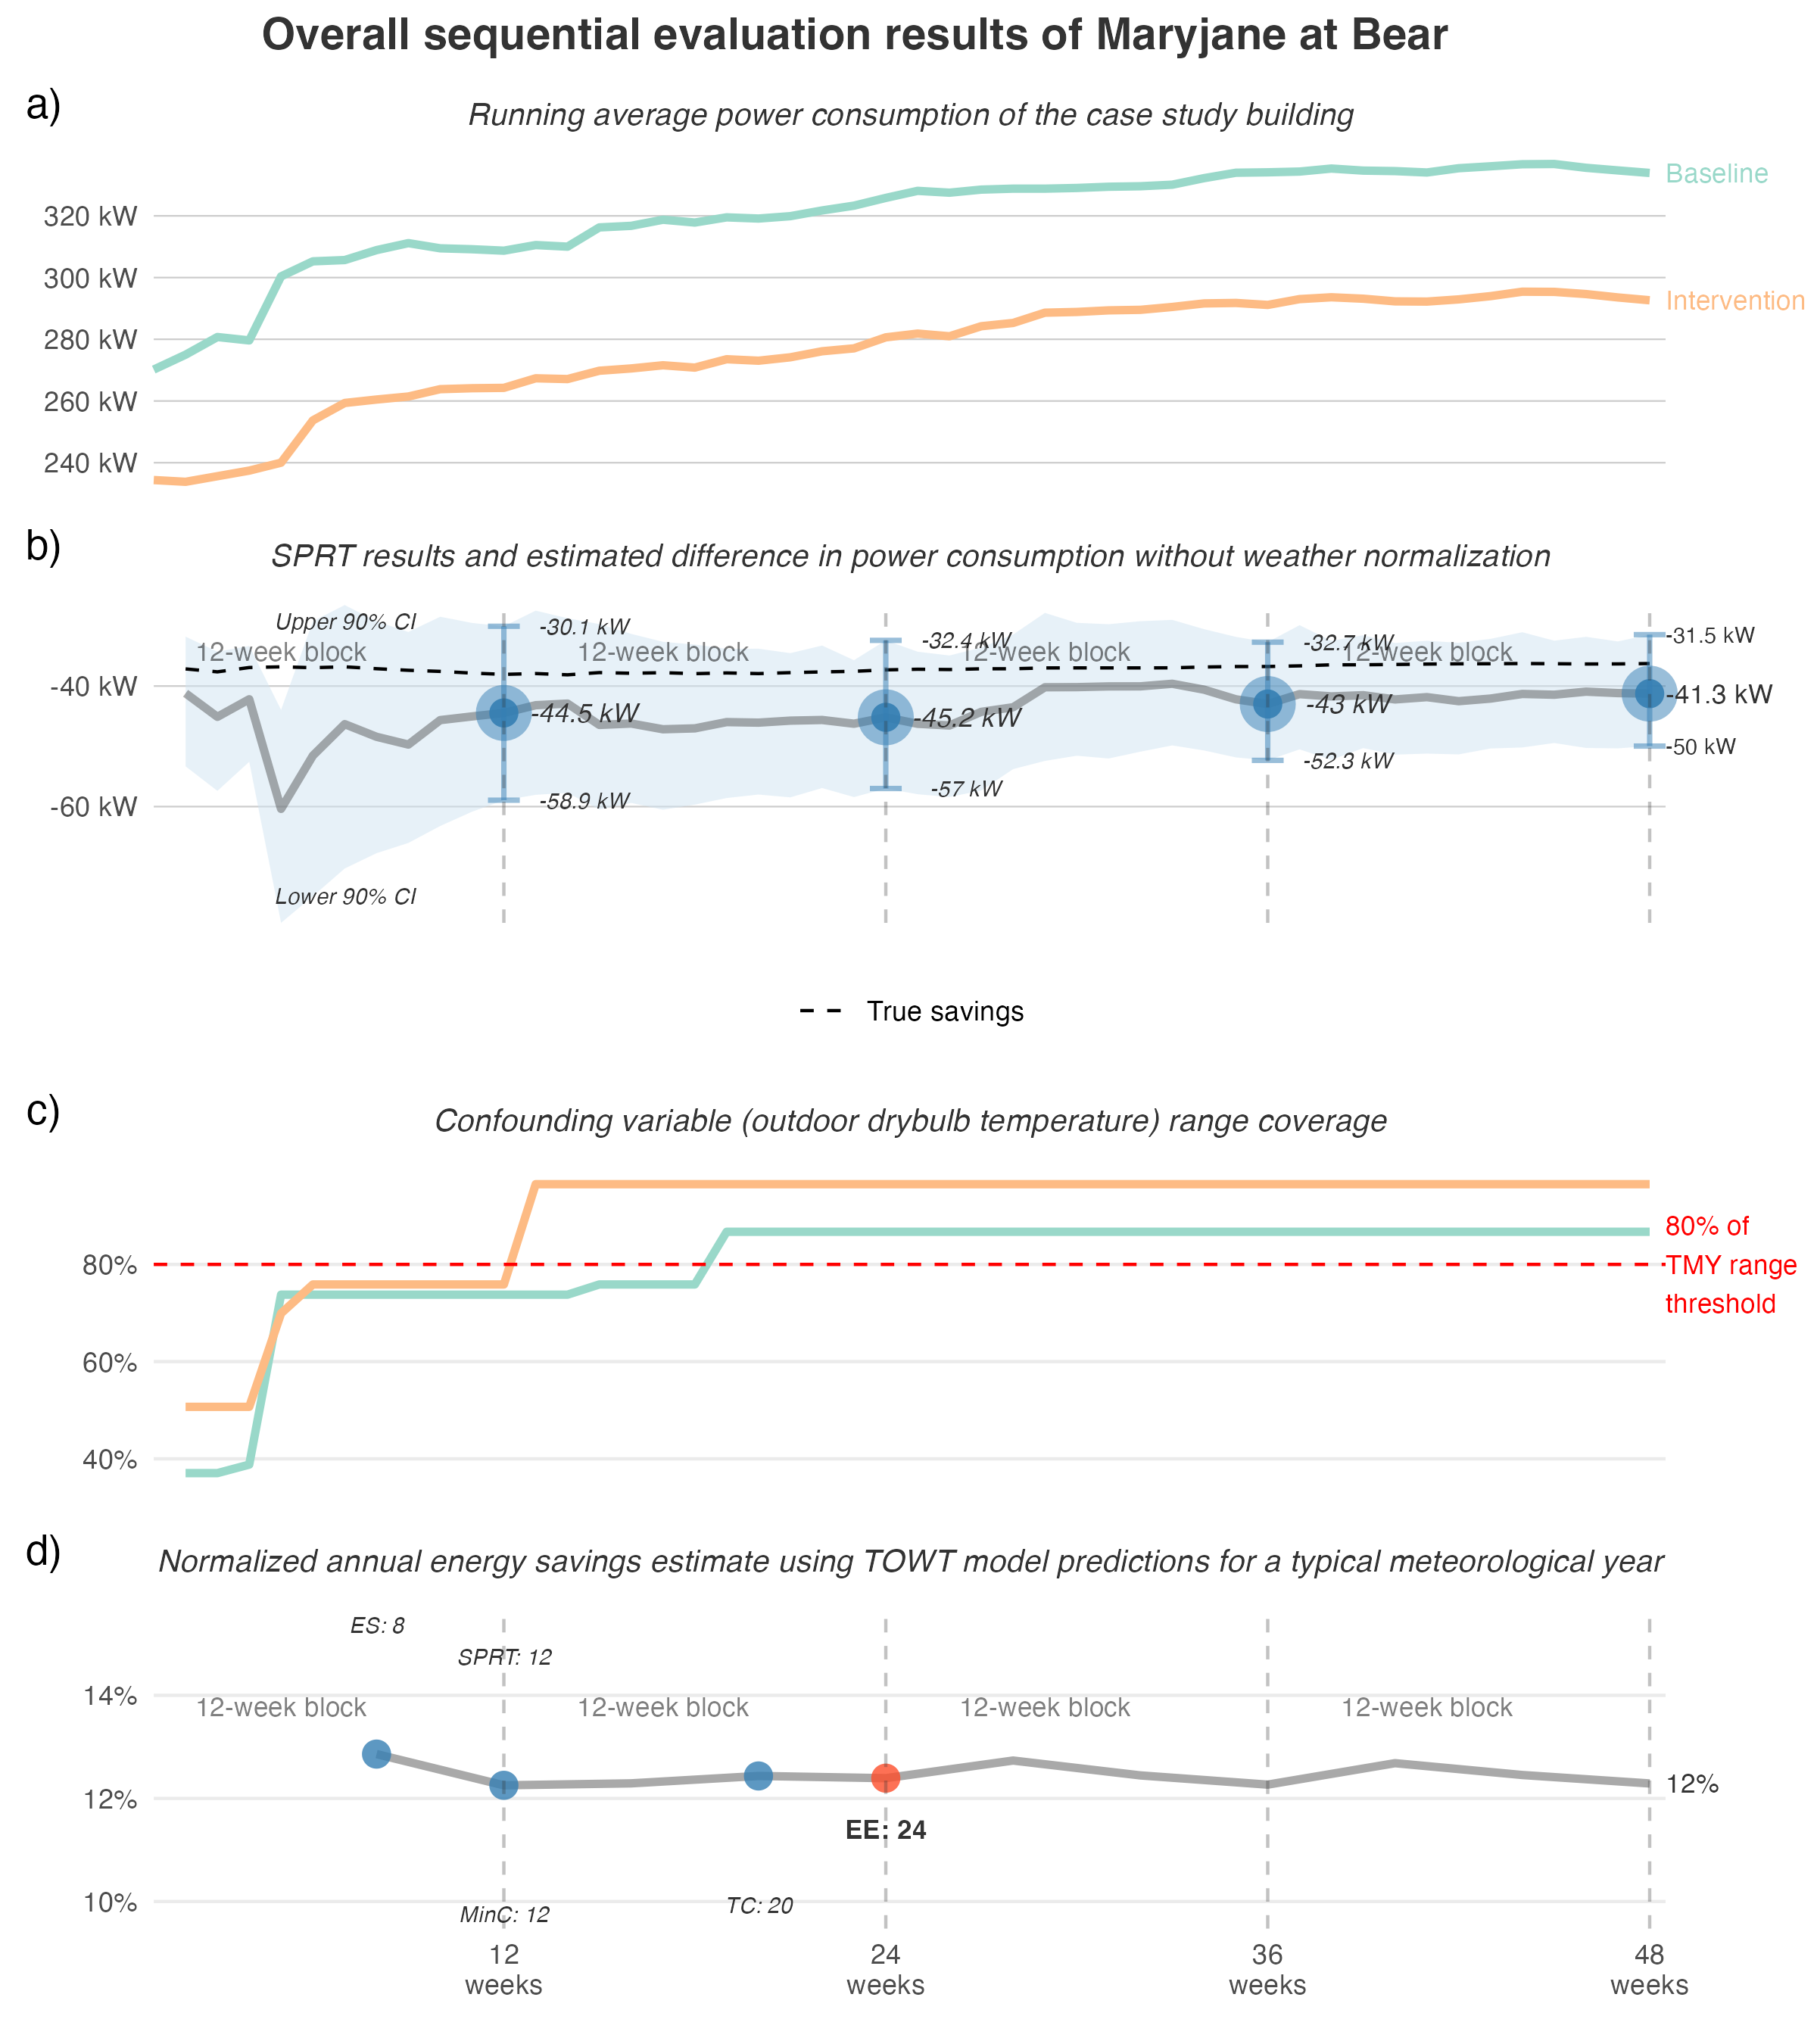 Overall sequential evaluation results of Maryjane at Bear
a)
Running average power consumption of the case study building
Baseline
320 kW
300 kW
Intervention
280 kW
260 kW
240 kW
b)
SPRT results and estimated difference in power consumption without weather normalization
Upper 90% CI
-30.1 kW
-32.4 kW
-32.7 kW
-31.5 kW
12-week block
12-week block
12-week block
12-week block
-40 kW
-44.5 kW
-45.2 kW
-43 kW
-41.3 kW
-50 kW
-52.3 kW
-57 kW
-58.9 kW
-60 kW
Lower 90% CI
True savings
c)
Confounding variable (outdoor drybulb temperature) range coverage
80% of
TMY range
threshold
80%
60%
40%
d)
Normalized annual energy savings estimate using TOWT model predictions for a typical meteorological year
ES: 8
SPRT: 12
14%
12-week block
12-week block
12-week block
12-week block
12%
12%
EE: 24
10%
MinC: 12
TC: 20
12
weeks
24
weeks
36
weeks
48
weeks